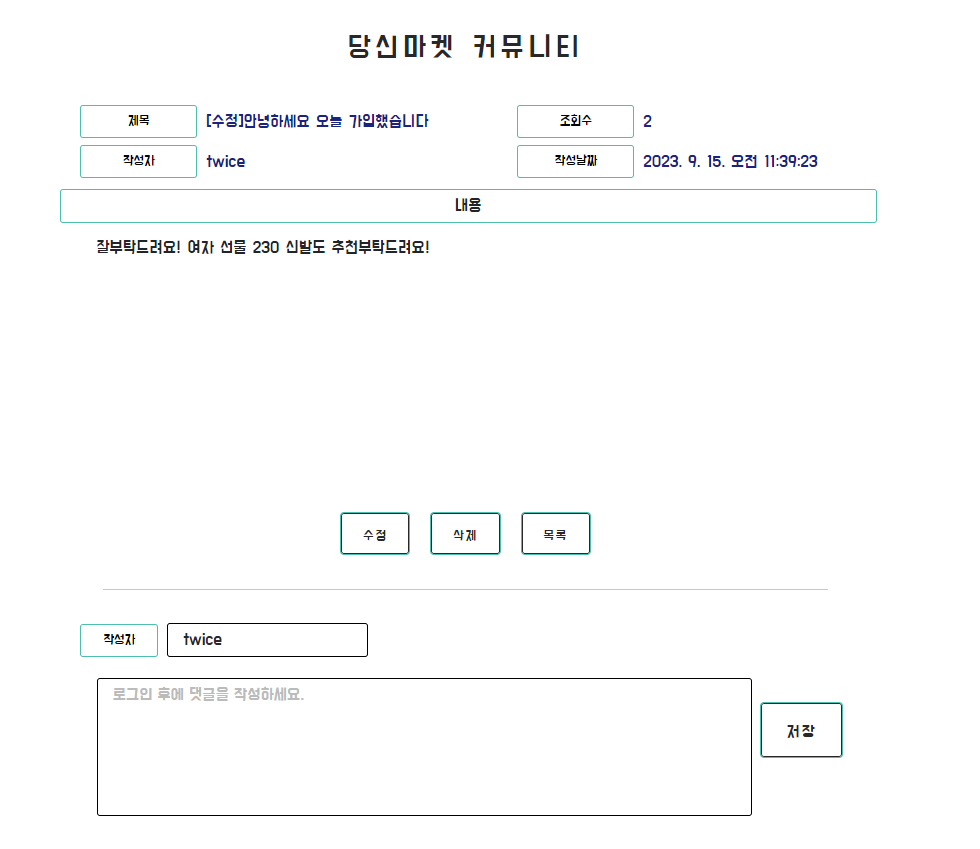 당신마켓 커뮤니티
제목 [수정]안녕하세요 오늘 가입했습니다 조회수 2
작성자 twice 작성날짜 2023. 9. 15. 오전 11:39:23
내용
잘부탁드려요! 여자 선물 230 신발도 추천부탁드려요!
수정 삭제 목록
작성자 twice
로그인 후에 댓글을 작성하세요.
저장